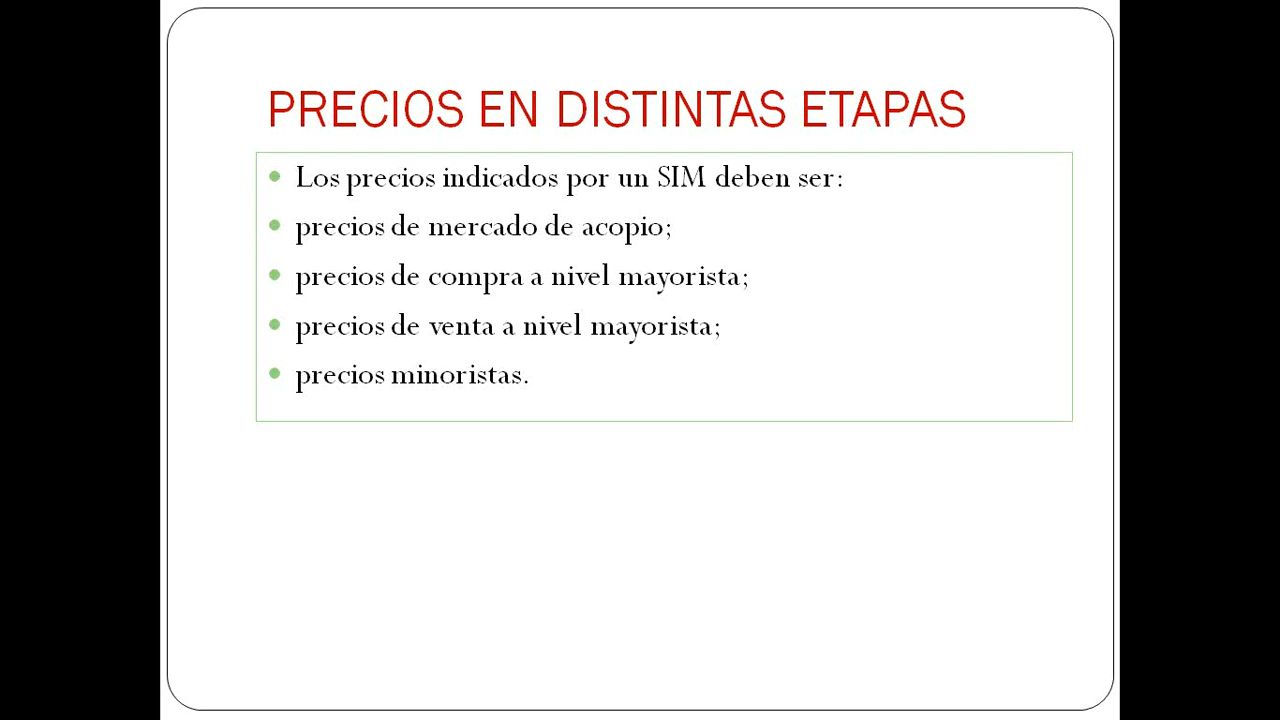 PRECIOS EN DISTINTAS ETAPAS
Los precios indicados por un SIM deben ser:
precios de mercado de acopio;
precios de compra a nivel mayorista;
precios de venta a nivel mayorista;
precios minoristas.